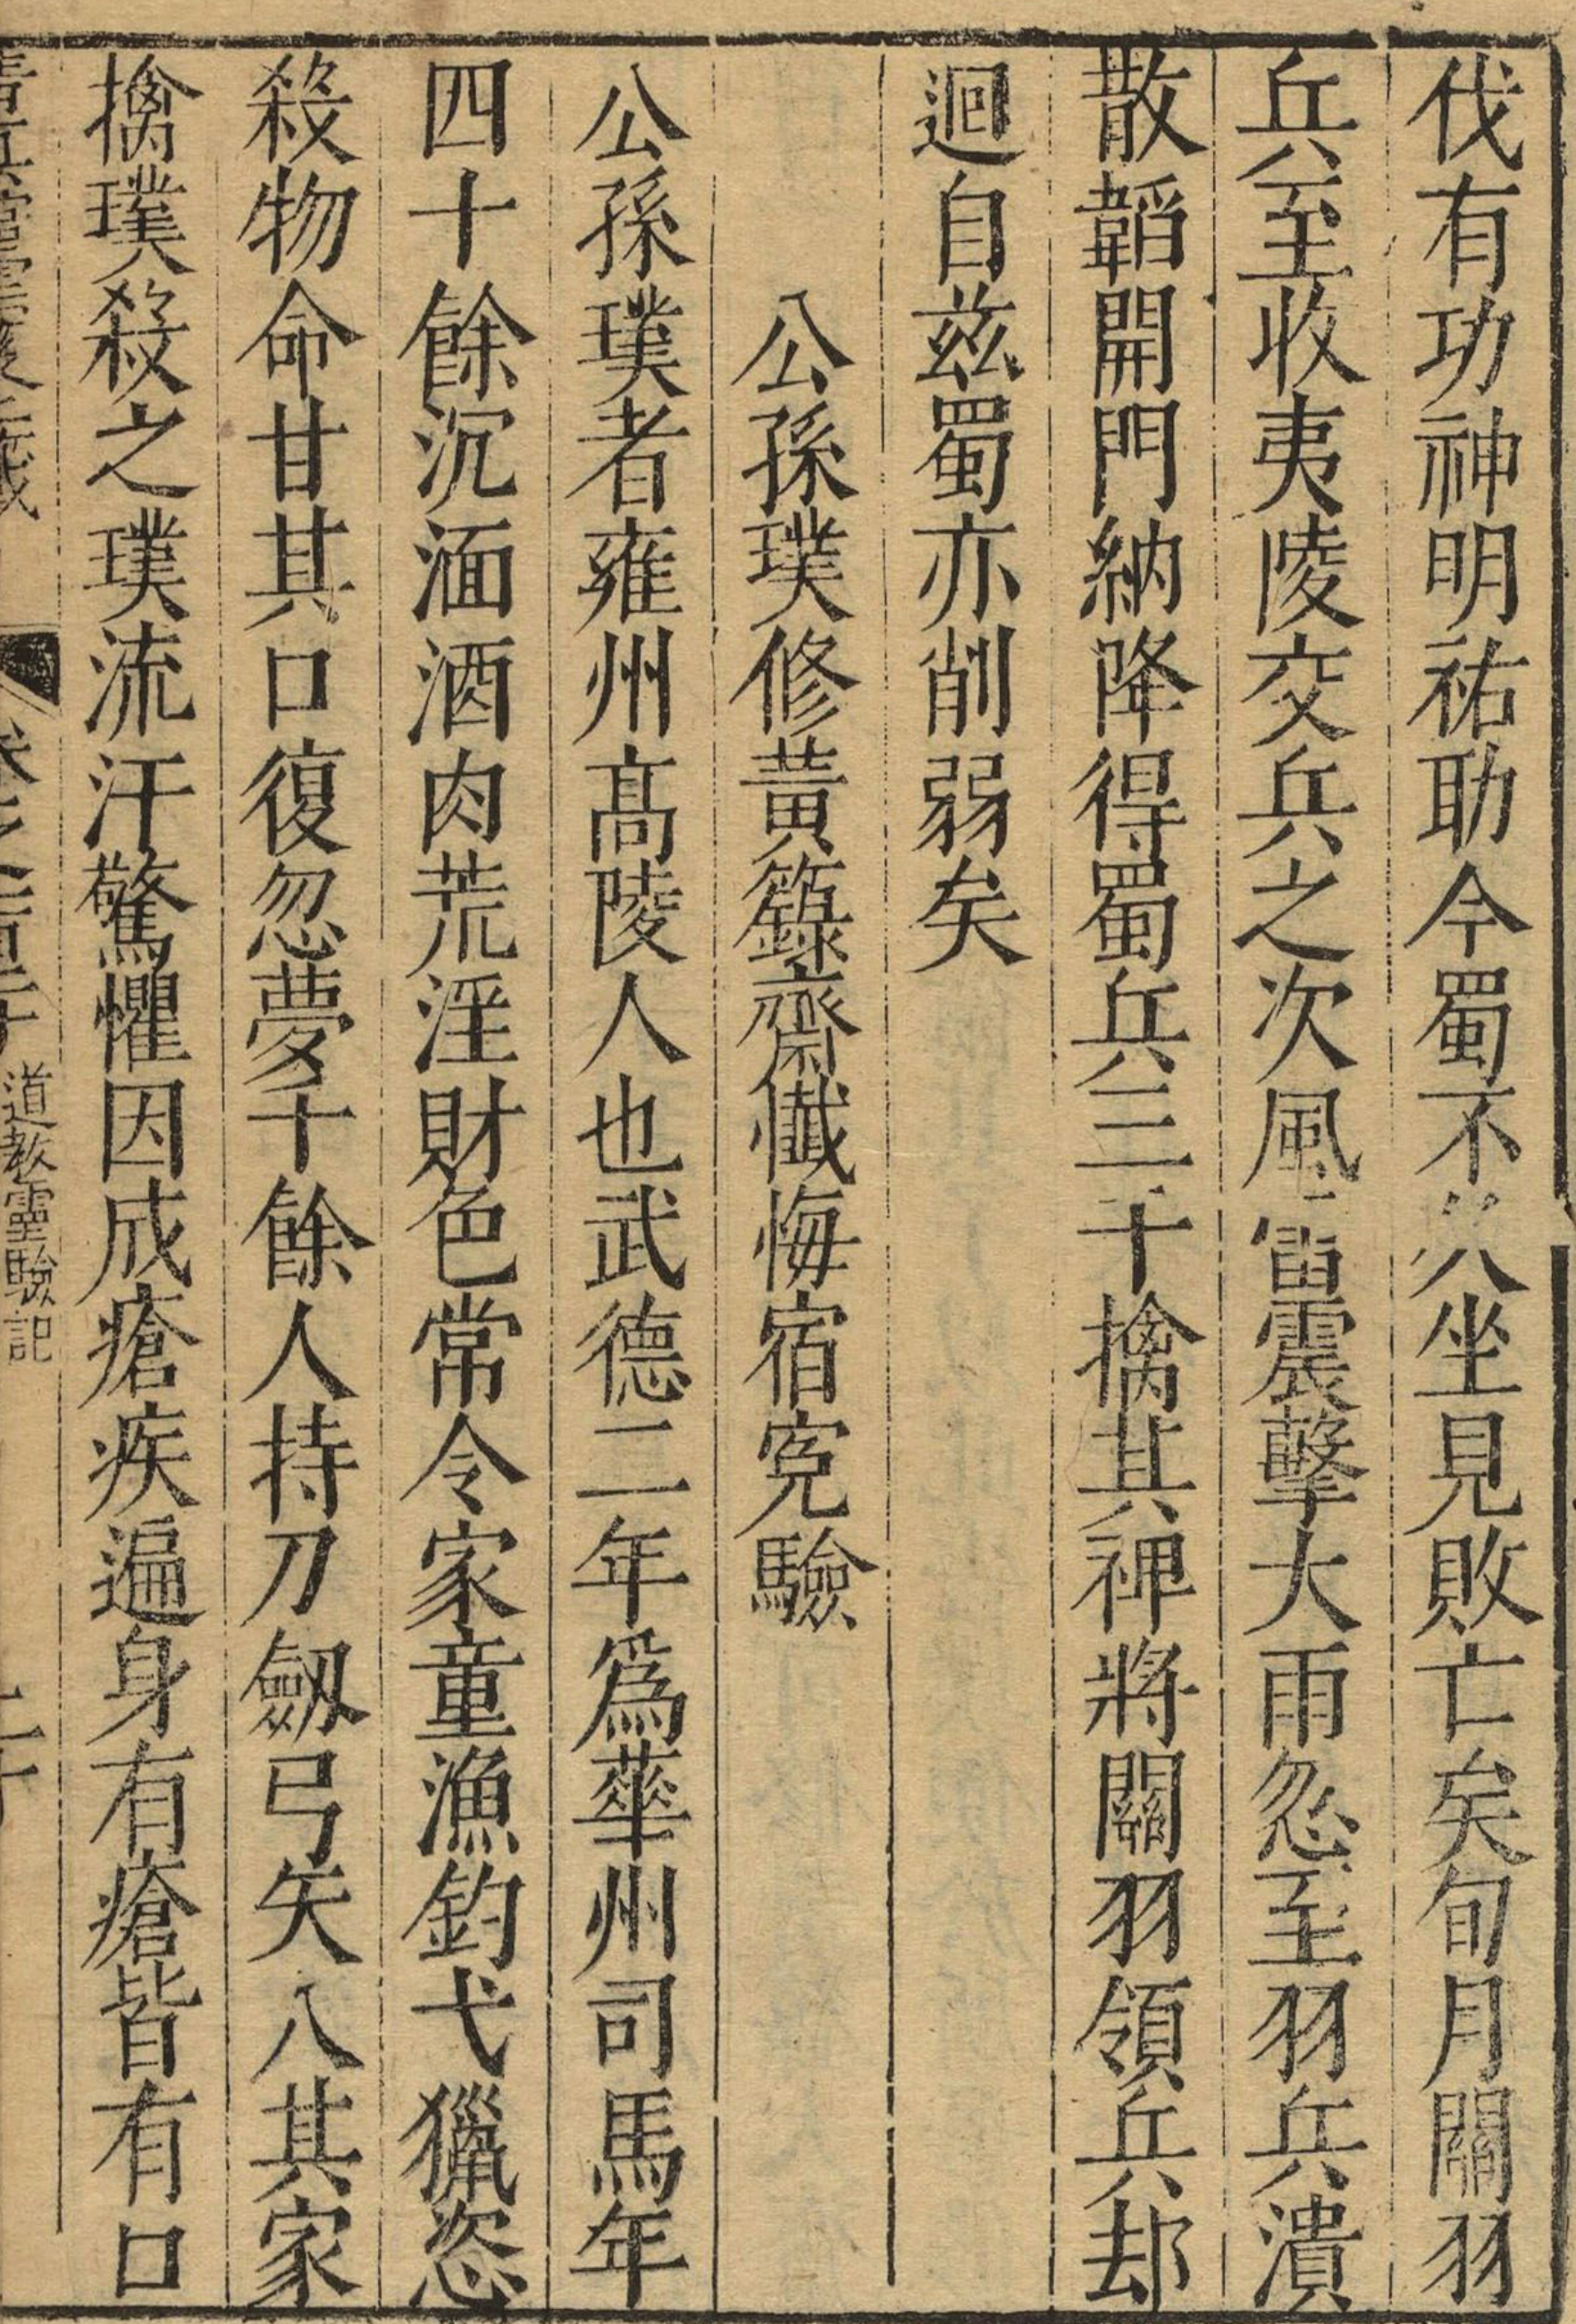 伐有功神明祐助今蜀不久坐見敗亡矣旬月關羽
兵至收夷陵交兵之次風雷震擊大雨忽至羽兵潰
散韜開門納降得蜀兵三千擒其裨將關羽領兵却
迴自兹蜀亦削弱矣
公孫璞修黃籙齋懴悔宿寃驗
公孫璞者雍州髙陵人也武德二年爲華州司馬年
四十餘沉湎酒肉荒淫財色常令家童漁釣弋獵恣
殺物命甘其口復忽夢千餘人持刀劔弓矢入其家
擒璞殺之璞流汗驚懼因成瘡疾遍身有瘡皆有口
道教靈驗記